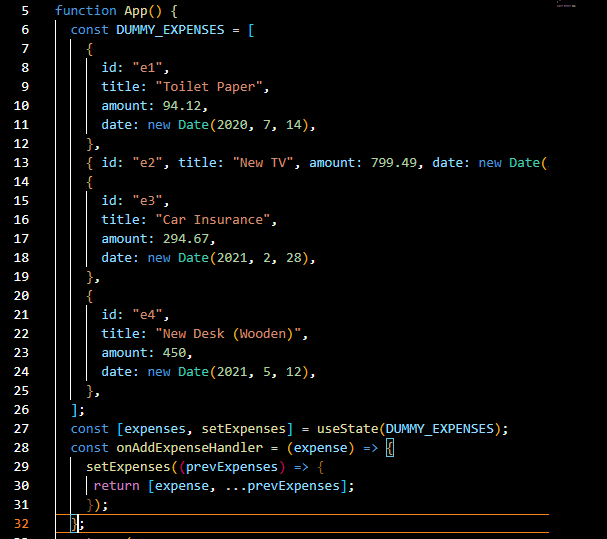 5 function App() {
6 const DUMMY_EXPENSES = [
7 {
8 id: "e1",
9 title: "Toilet Paper",
10 amount: 94.12,
11 date: new Date(2020, 7, 14),
12 },
13 { id: "e2", title: "New TV", amount: 799.49, date: new Date(
14 {
15 id: "e3",
16 title: "Car Insurance",
17 amount: 294.67,
18 date: new Date(2021, 2, 28),
19 },
20 {
21 id: "e4",
22 title: "New Desk (Wooden)",
23 amount: 450,
24 date: new Date(2021, 5, 12),
25 },
26 ];
27 const [expenses, setExpenses] = useState(DUMMY_EXPENSES);
28 const onAddExpenseHandler = (expense) => {
29 setExpenses((prevExpenses) => {
30 return [expense, ...prevExpenses];
31 });
32 };